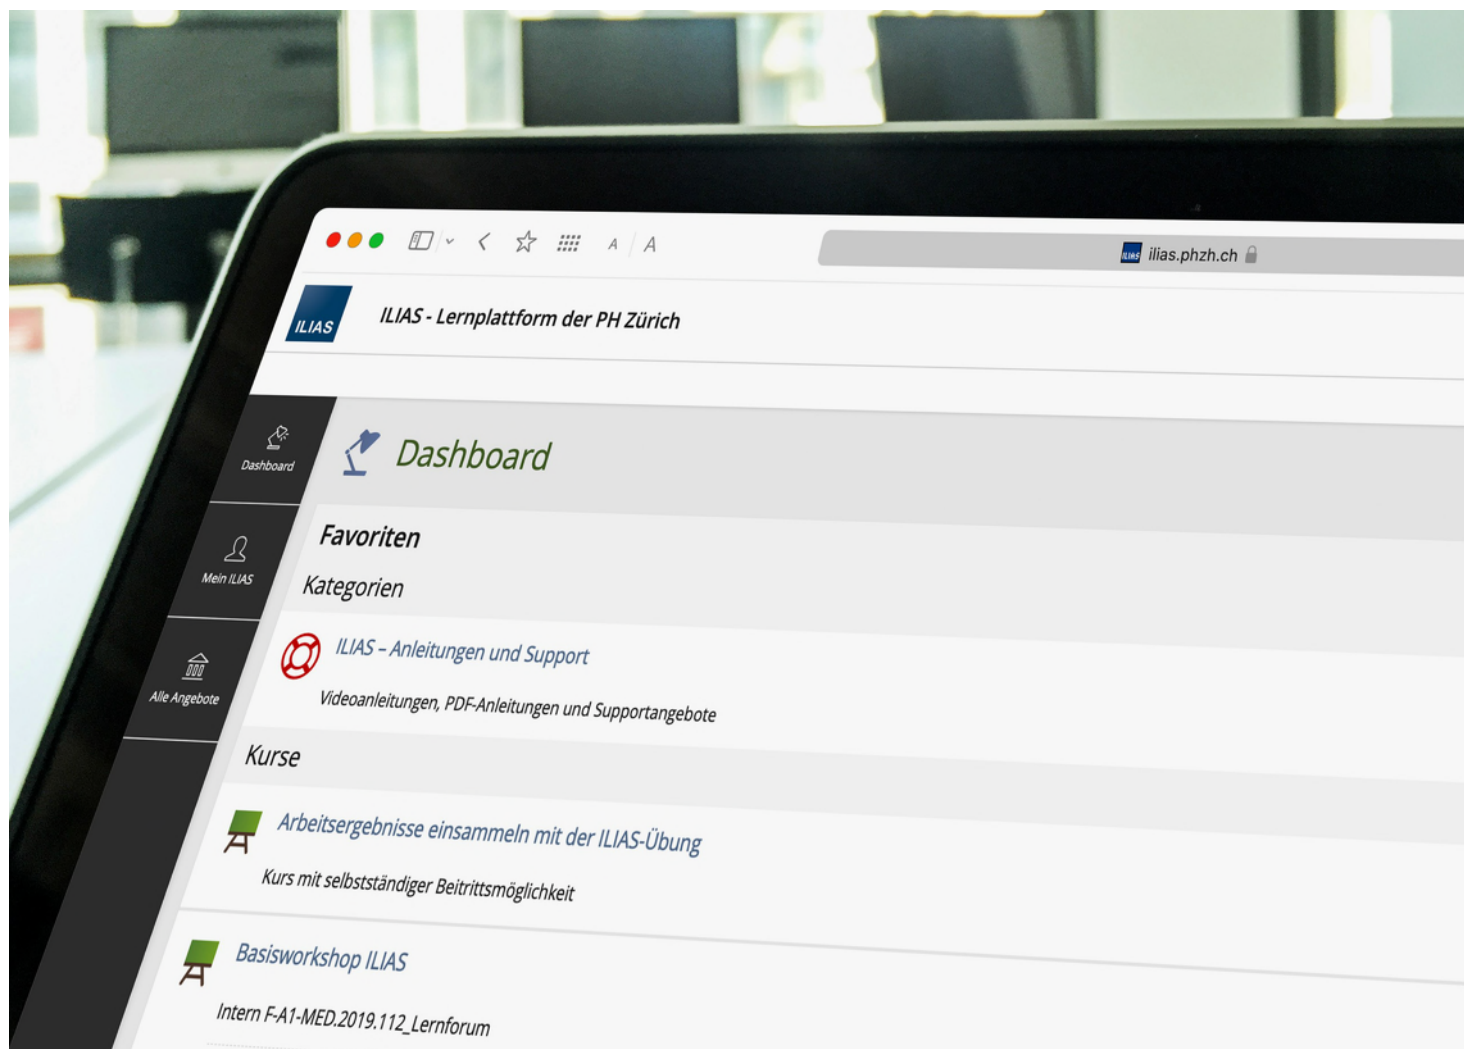 A A
ILIAS ilias.phzh.ch
ILIAS
ILIAS - Lernplattform der PH Zürich
Dashboard
Dashboard
Mein ILIAS
Alle Angebote
Favoriten
Kategorien
ILIAS – Anleitungen und Support
Videoanleitungen, PDF-Anleitungen und Supportangebote
Kurse
Arbeitsergebnisse einsammeln mit der ILIAS-Übung
Kurs mit selbstständiger Beitrittsmöglichkeit
Basisworkshop ILIAS
Intern F-A1-MED.2019.112_Lernforum